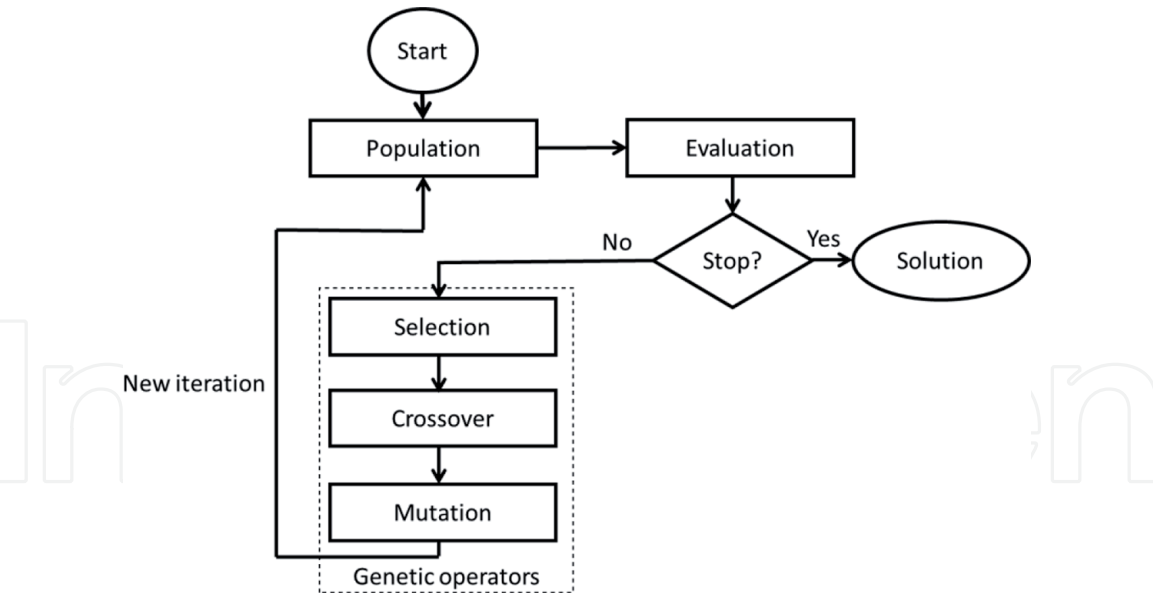 Start
Population
Evaluation
No
Stop?
Yes
Solution
Selection
New iteration
Crossover
Mutation
Genetic operators